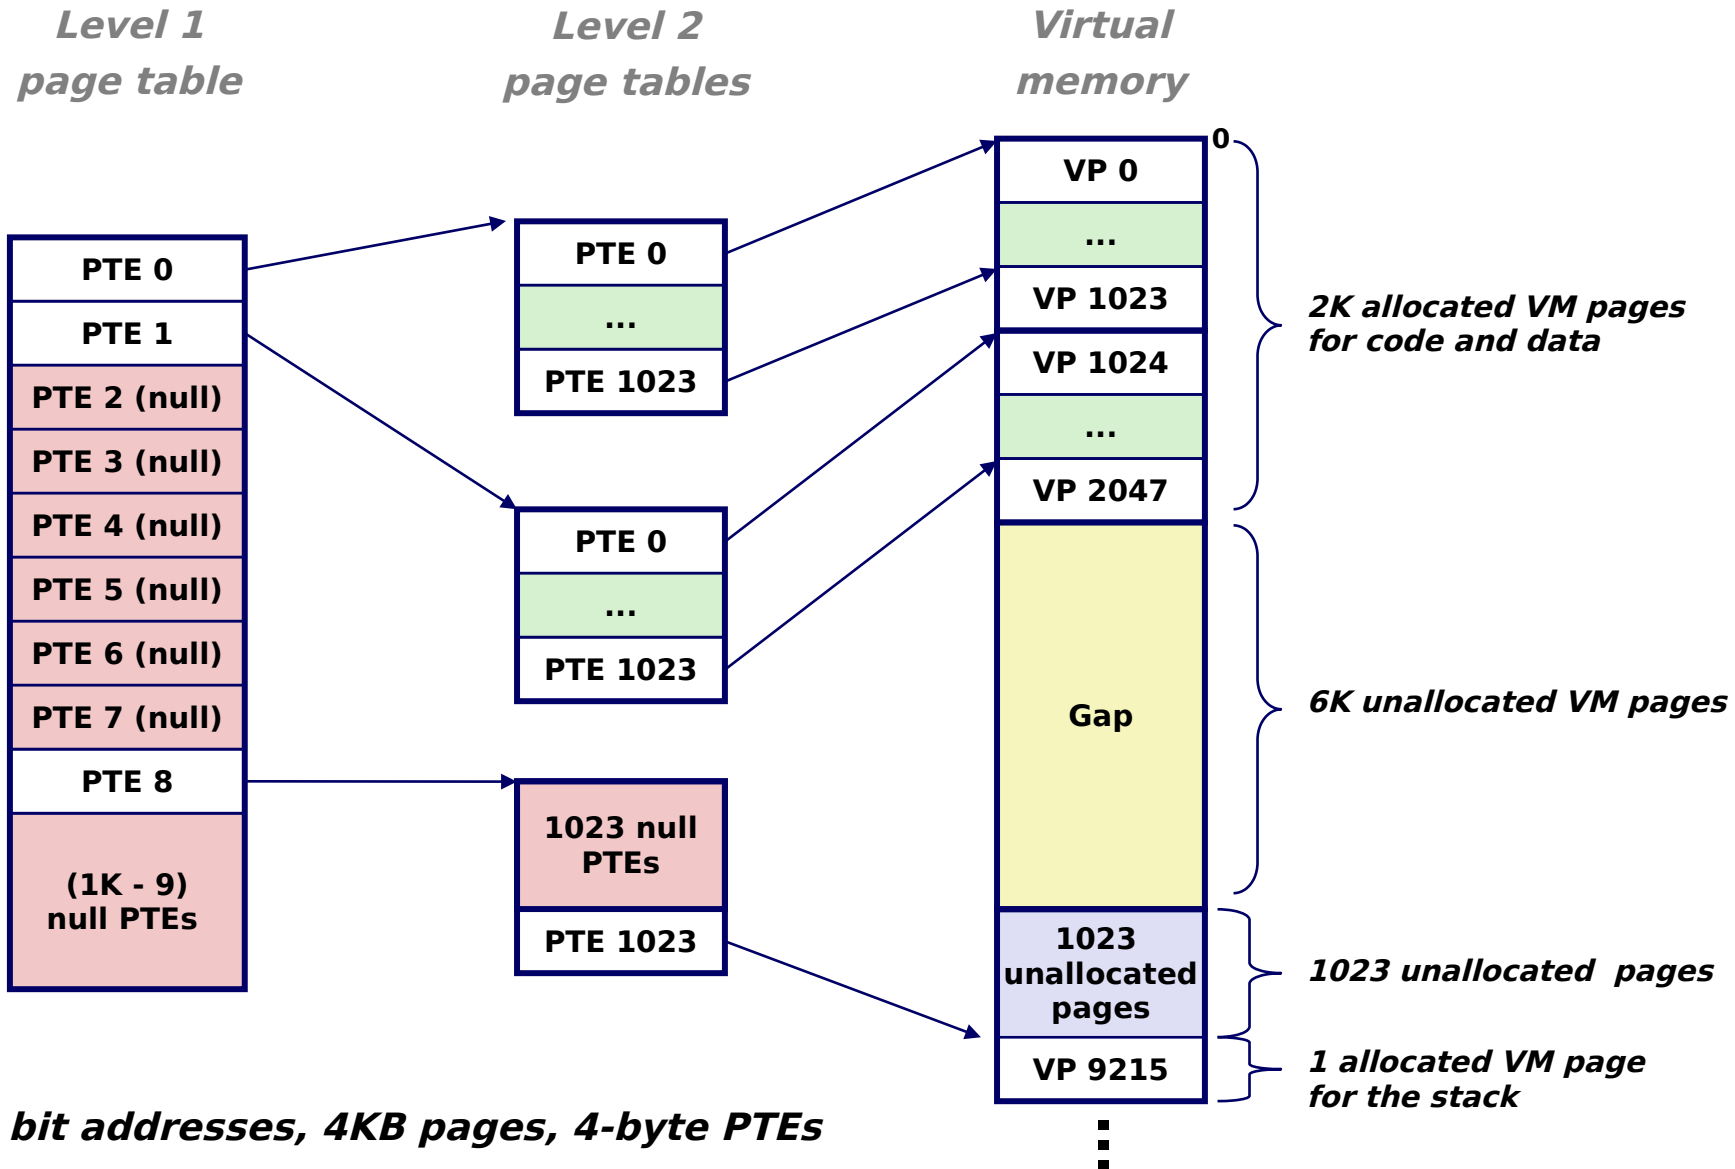 Level 1
page table
Level 2
page tables
Virtual
memory
PTE 0
PTE 1
PTE 2 (null)
PTE 3 (null)
PTE 4 (null)
PTE 5 (null)
PTE 6 (null)
PTE 7 (null)
PTE 8
(1K - 9)
null PTEs
PTE 0
...
PTE 1023
PTE 0
...
PTE 1023
1023 null
PTEs
PTE 1023
0
VP 0
...
VP 1023
VP 1024
...
VP 2047
Gap
1023
unallocated
pages
VP 9215
2K allocated VM pages
for code and data
6K unallocated VM pages
1023 unallocated  pages
1 allocated VM page
for the stack
bit addresses, 4KB pages, 4-byte PTEs